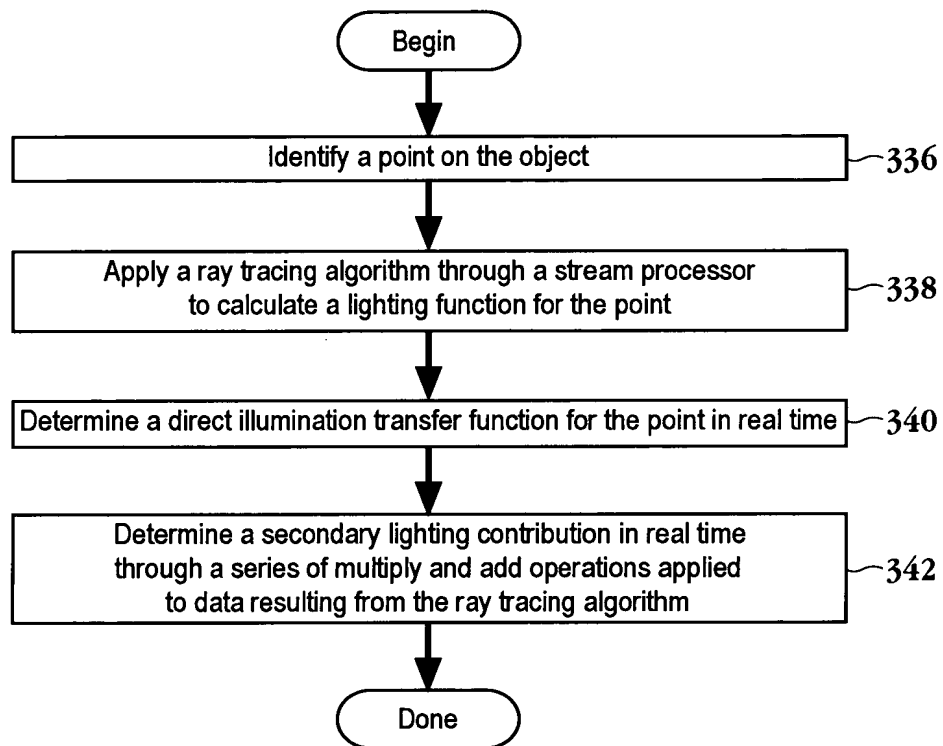 Begin
Identify a point on the object
336
Apply a ray tracing algorithm through a stream processor
to calculate a lighting function for the point
338
Determine a direct illumination transfer function for the point in real time
340
Determine a secondary lighting contribution in real time
through a series of multiply and add operations applied
to data resulting from the ray tracing algorithm
342
Done